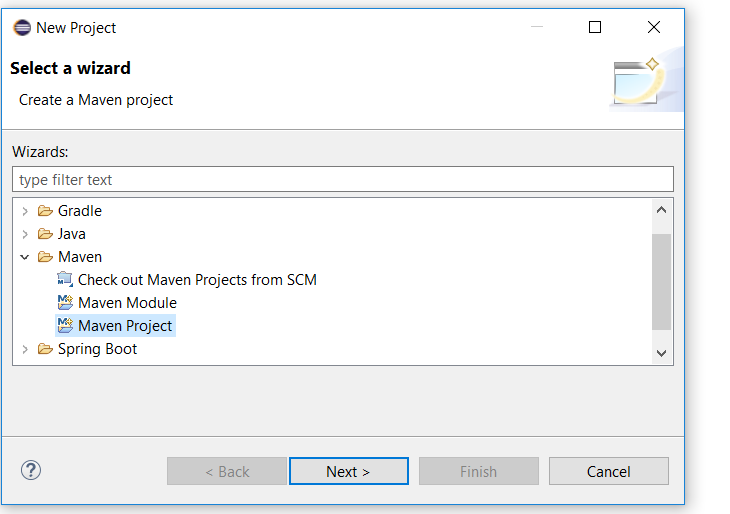 New Project
Select a wizard
Create a Maven project
Wizards:
type filter text
Gradle
Java
Maven
Check out Maven Projects from SCM
Maven Module
Maven Project
Spring Boot
? < Back Next > Finish Cancel